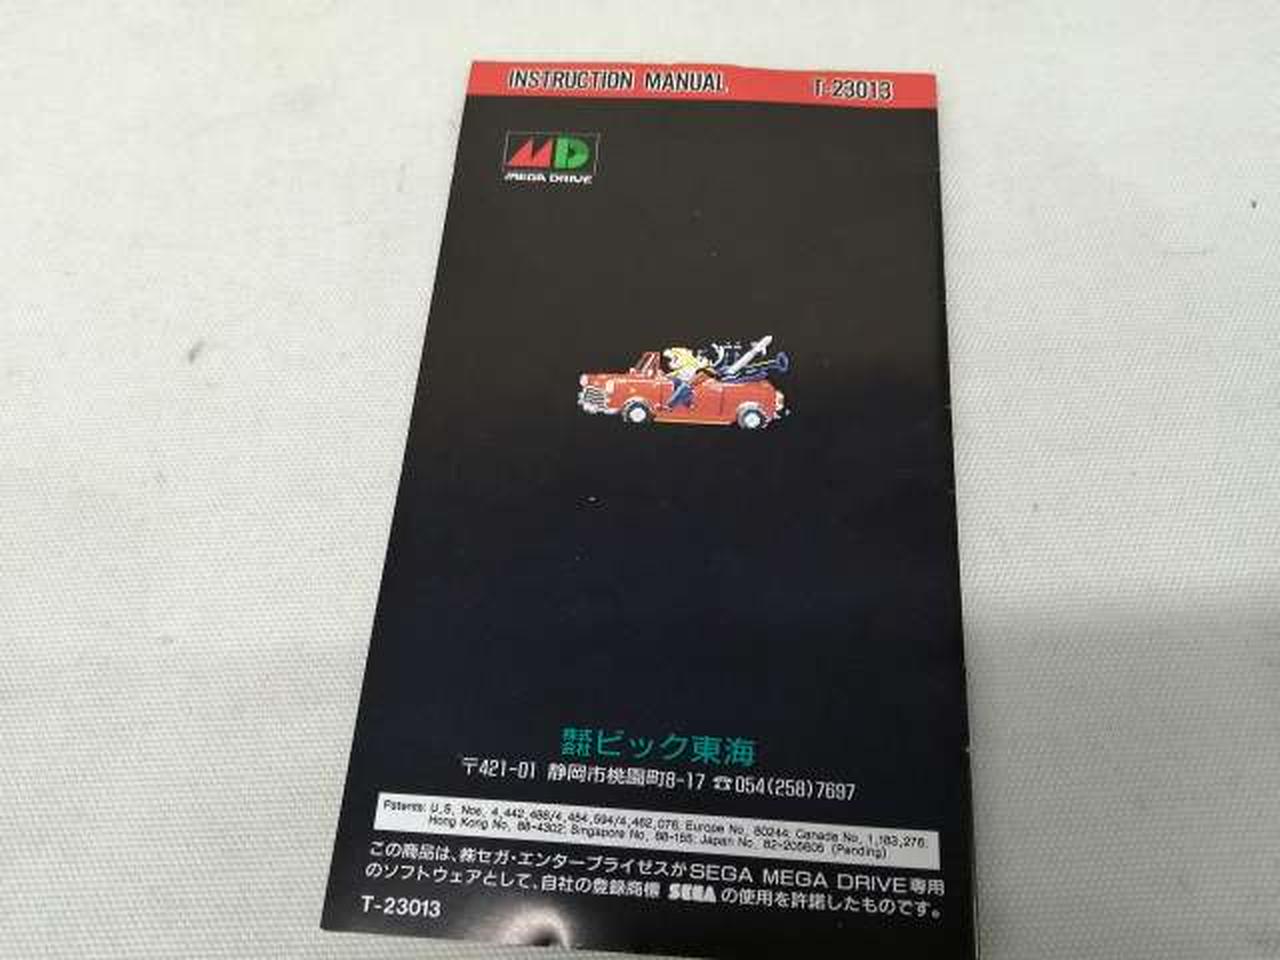 INSTRUCTION MANUAL T-23013
MD
MEGA DRIVE
株式会社ビック東海
〒421-01 静岡市桃園町8-17 ☎054(258)7697
Patents: U.S. Nos. 4,442,486/4,454,594/4,462,076; Europe No. 80244; Canada No. 1,183,276;
Hong Kong No. 88-4302; Singapore No. 88-155; Japan No. 82-205605 (Pending)
この商品は、㈱セガ・エンタープライゼスがSEGA MEGA DRIVE専用
のソフトウェアとして、自社の登録商標 SEGA の使用を許諾したものです。
T-23013